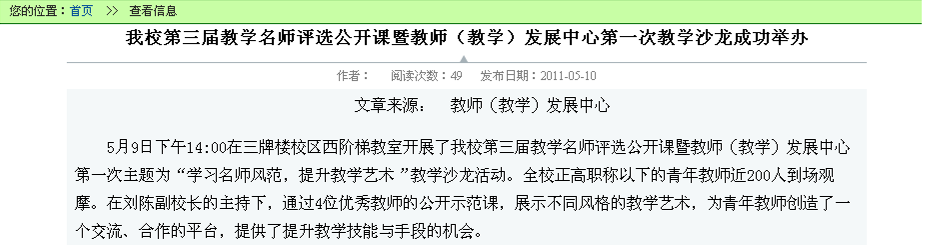 您的位置：首页 >> 查看信息
我校第三届教学名师评选公开课暨教师（教学）发展中心第一次教学沙龙成功举办
作者： 阅读次数：49 发布日期：2011-05-10
文章来源： 教师（教学）发展中心
5月9日下午14:00在三牌楼校区西阶梯教室开展了我校第三届教学名师评选公开课暨教师（教学）发展中心
第一次主题为“学习名师风范，提升教学艺术”教学沙龙活动。全校正高职称以下的青年教师近200人到场观
摩。在刘陈副校长的主持下，通过4位优秀教师的公开示范课，展示不同风格的教学艺术，为青年教师创造了一
个交流、合作的平台，提供了提升教学技能与手段的机会。